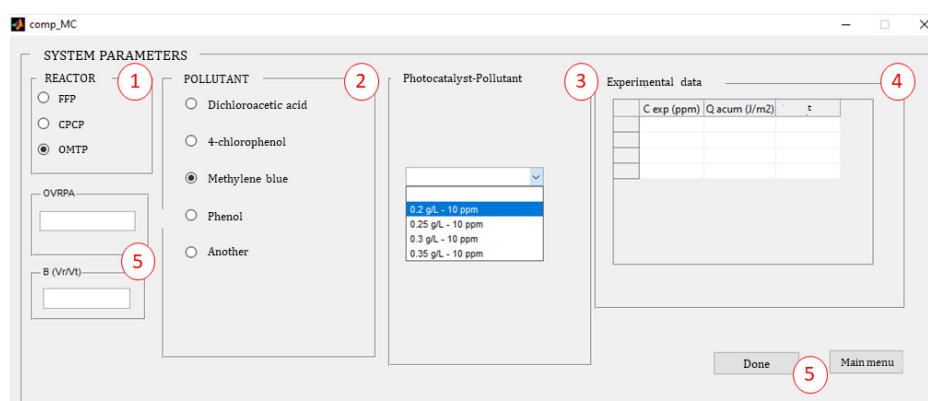 comp_MC
SYSTEM PARAMETERS
REACTOR
1
FFP
CPCP
OMTP
OVRPA
5
B (Vr/Vt)
POLLUTANT
2
Dichloroacetic acid
4-chlorophenol
Methylene blue
Phenol
Another
Photocatalyst-Pollutant
3
0.2 g/L - 10 ppm
0.25 g/L - 10 ppm
0.3 g/L - 10 ppm
0.35 g/L - 10 ppm
Experimental data
4
C exp (ppm) Q acum (J/m2) t
Done
5
Main menu